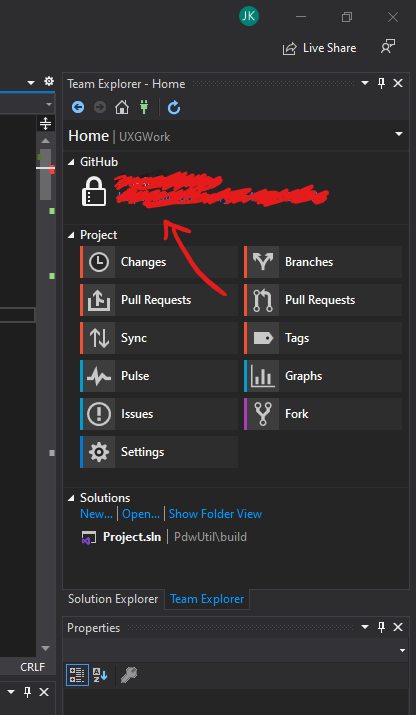 JK
Live Share
Team Explorer - Home
Home | UXGWork
GitHub
Project
Changes
Branches
Pull Requests
Pull Requests
Sync
Tags
Pulse
Graphs
Issues
Fork
Settings
Solutions
New... | Open... | Show Folder View
Project.sln | PdwUtil\build
Solution Explorer Team Explorer
Properties
CRLF